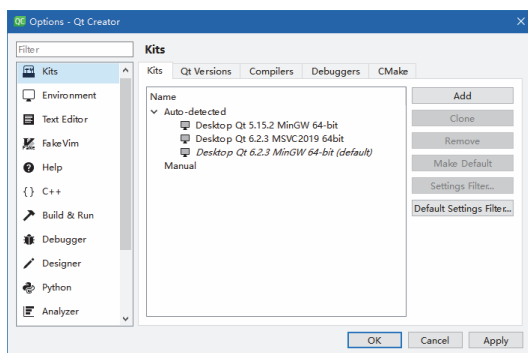 QC Options - Qt Creator
Filter
Kits
Environment
Text Editor
FakeVim
Help
{} C++
Build & Run
Debugger
Designer
Python
Analyzer
Kits
Kits Qt Versions Compilers Debuggers CMake
Name
Auto-detected
Desktop Qt 5.15.2 MinGW 64-bit
Desktop Qt 6.2.3 MSVC2019 64bit
Desktop Qt 6.2.3 MinGW 64-bit (default)
Manual
Add
Clone
Remove
Make Default
Settings Filter...
Default Settings Filter...
OK Cancel Apply